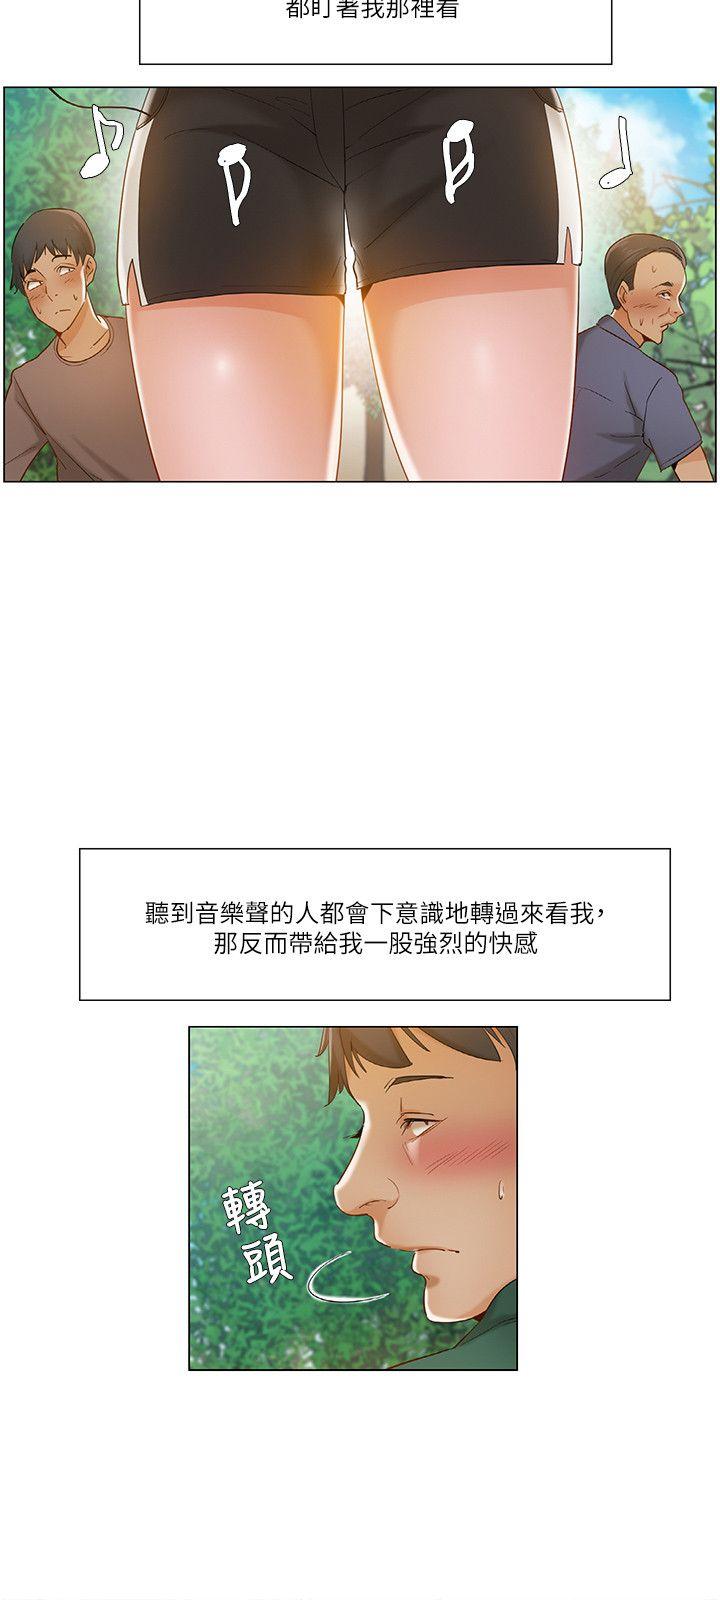 都盯著我那裡看
聽到音樂聲的人都會下意識地轉過來看我,
那反而帶給我一股強烈的快感
轉頭